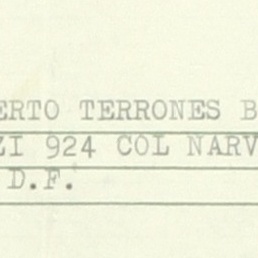 ERTO TERRONES B
ZI 924 COL NARV
D.F.